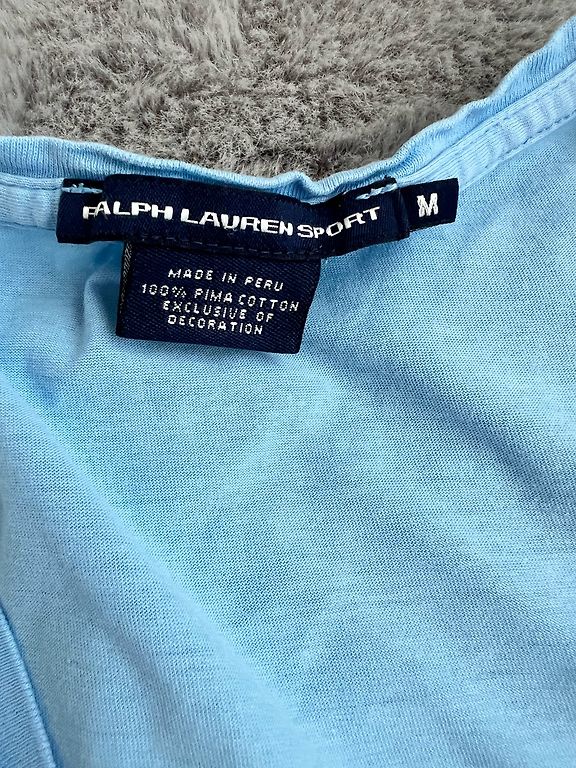 RALPH LAUREN SPORT
M
MADE IN PERU
100% PIMA COTTON
EXCLUSIVE OF
DECORATION